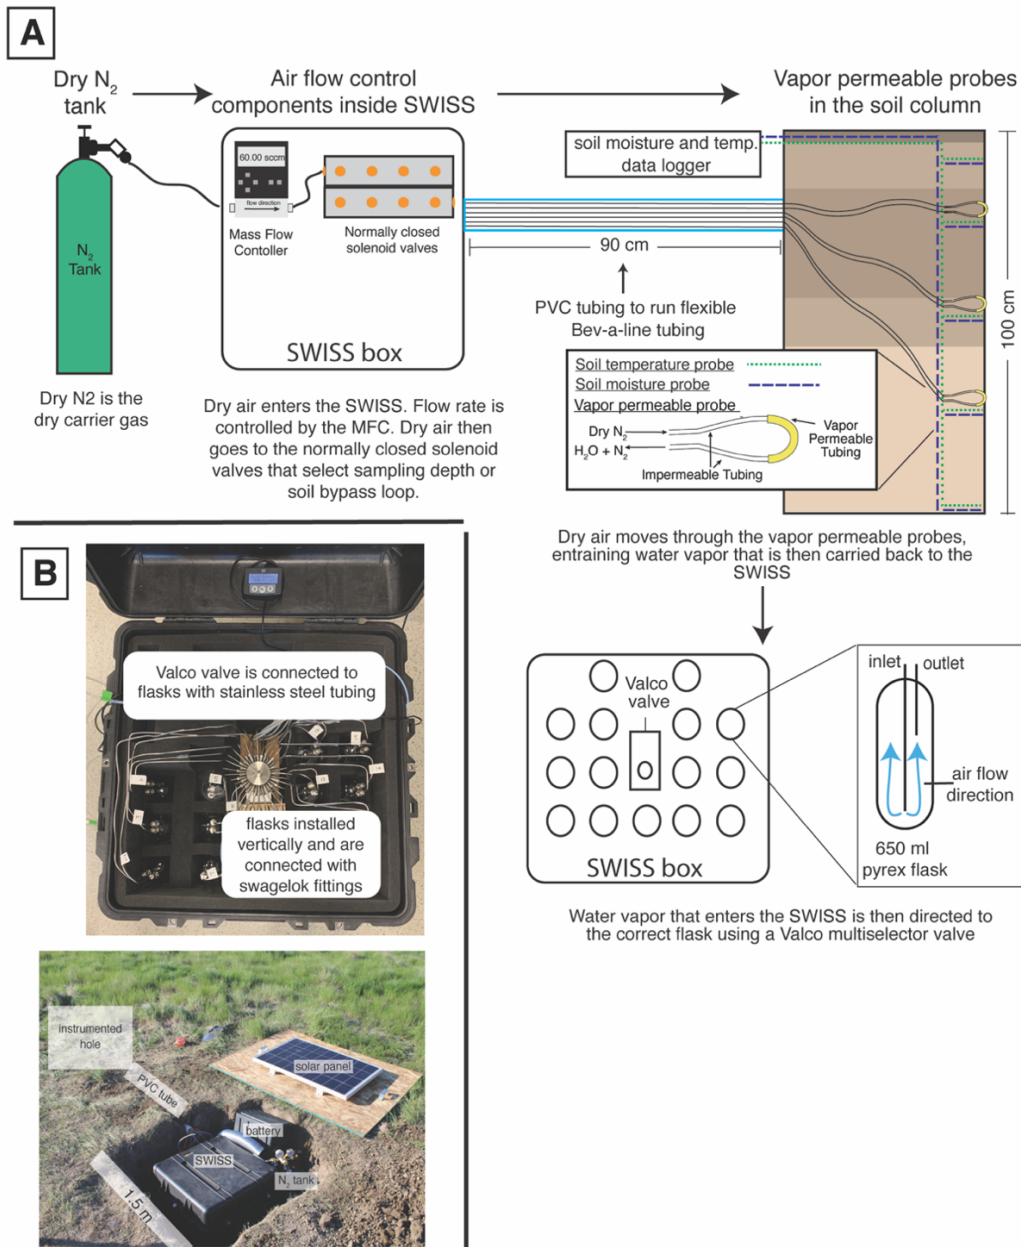 A
Dry N2
tank
Air flow control
components inside SWISS
Vapor permeable probes
in the soil column
60.00 sccm
flow direction
Mass Flow
Contoller
Normally closed
solenoid valves
N2
Tank
SWISS box
soil moisture and temp.
data logger
90 cm
100 cm
PVC tubing to run flexible
Bev-a-line tubing
Soil temperature probe
Soil moisture probe
Vapor permeable probe
Dry N2
H2O + N2
Impermeable Tubing
Vapor
Permeable
Tubing
Dry N2 is the
dry carrier gas
Dry air enters the SWISS. Flow rate is
controlled by the MFC. Dry air then
goes to the normally closed solenoid
valves that select sampling depth or
soil bypass loop.
Dry air moves through the vapor permeable probes,
entraining water vapor that is then carried back to the
SWISS
Valco
valve
SWISS box
inlet
outlet
air flow
direction
650 ml
pyrex flask
Water vapor that enters the SWISS is then directed to
the correct flask using a Valco multiselector valve
B
Valco valve is connected to
flasks with stainless steel tubing
flasks installed
vertically and are
connected with
swagelok fittings
instrumented
hole
PVC tube
solar panel
battery
SWISS
N2 tank
1.5 m